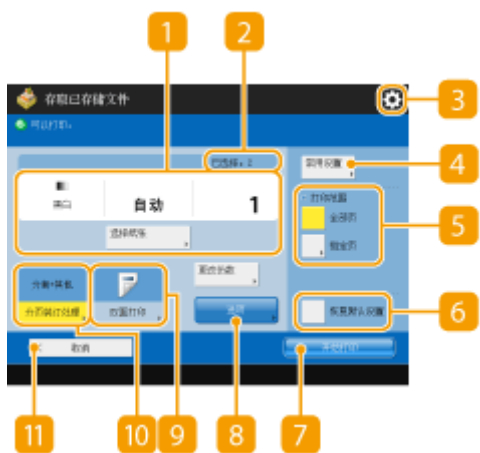 1
2
存取已存储文件
3
可以打印。
已选择: 2
常用设置
4
黑白
自动
1
打印范围
全部页
5
选择纸张
指定页
更改份数
分套+装订
分页装订处理
双面打印
选项
恢复默认设置
6
取消
开始打印
11
10
9
8
7